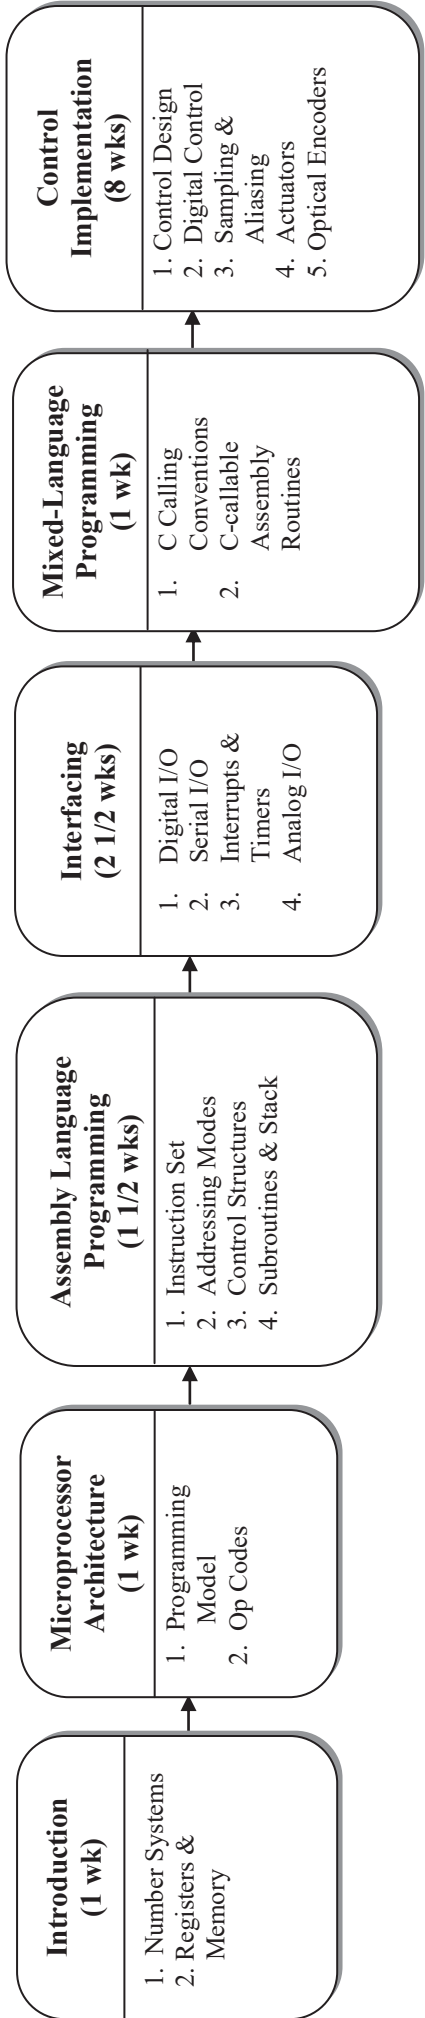 Introduction
(1 wk)
1. Number Systems
2. Registers &
Memory
Microprocessor
Architecture
(1 wk)
1. Programming
Model
2. Op Codes
Assembly Language
Programming
(1 1/2 wks)
1. Instruction Set
2. Addressing Modes
3. Control Structures
4. Subroutines & Stack
Interfacing
(2 1/2 wks)
1. Digital I/O
2. Serial I/O
3. Interrupts &
Timers
4. Analog I/O
Mixed-Language
Programming
(1 wk)
1. C Calling
Conventions
2. C-callable
Assembly
Routines
Control
Implementation
(8 wks)
1. Control Design
2. Digital Control
3. Sampling &
Aliasing
4. Actuators
5. Optical Encoders